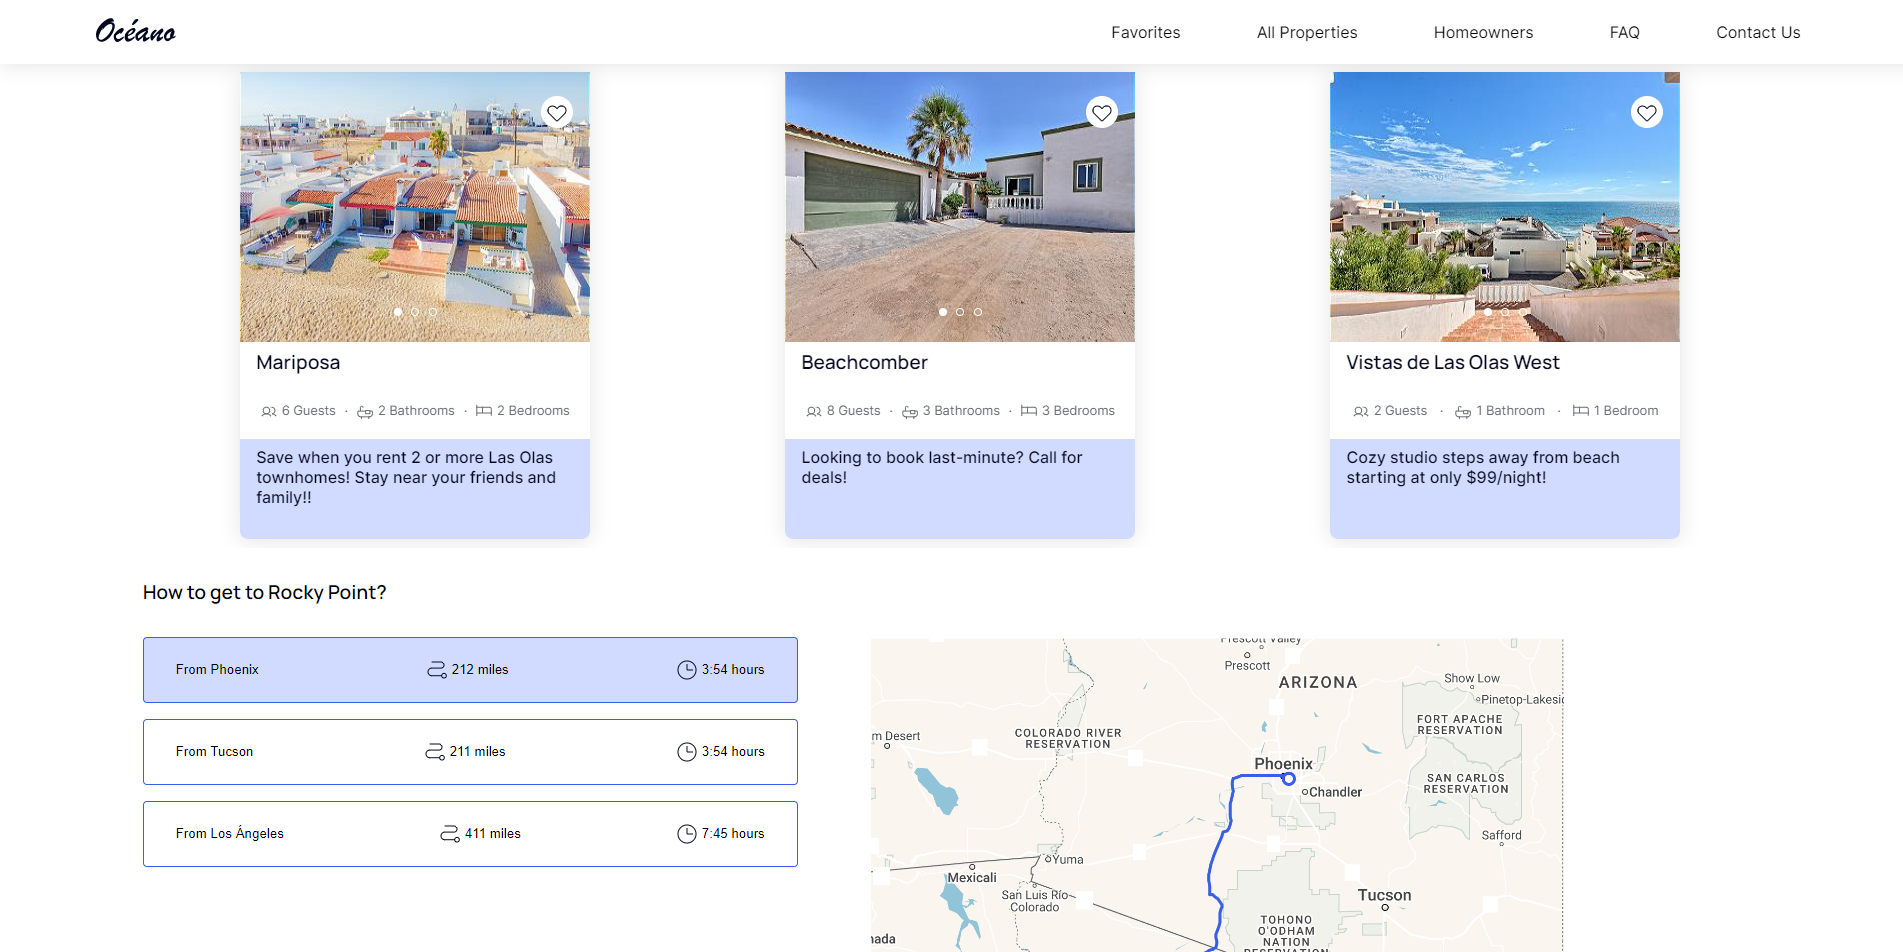 Océano
Favorites
All Properties
Homeowners
FAQ
Contact Us
Mariposa
6 Guests · 2 Bathrooms · 2 Bedrooms
Save when you rent 2 or more Las Olas
townhomes! Stay near your friends and
family!!
Beachcomber
8 Guests · 3 Bathrooms · 3 Bedrooms
Looking to book last-minute? Call for
deals!
Vistas de Las Olas West
2 Guests · 1 Bathroom · 1 Bedroom
Cozy studio steps away from beach
starting at only $99/night!
How to get to Rocky Point?
From Phoenix 212 miles 3:54 hours
From Tucson 211 miles 3:54 hours
From Los Ángeles 411 miles 7:45 hours
Prescott Valley
Prescott
ARIZONA
Show Low
Pinetop-Lakesi
FORT APACHE
RESERVATION
COLORADO RIVER
RESERVATION
m Desert
Phoenix
Chandler
SAN CARLOS
RESERVATION
Safford
Yuma
Mexicali
San Luis Río
Colorado
Tucson
TOHONO
O'ODHAM
NATION
RESERVATION
nada